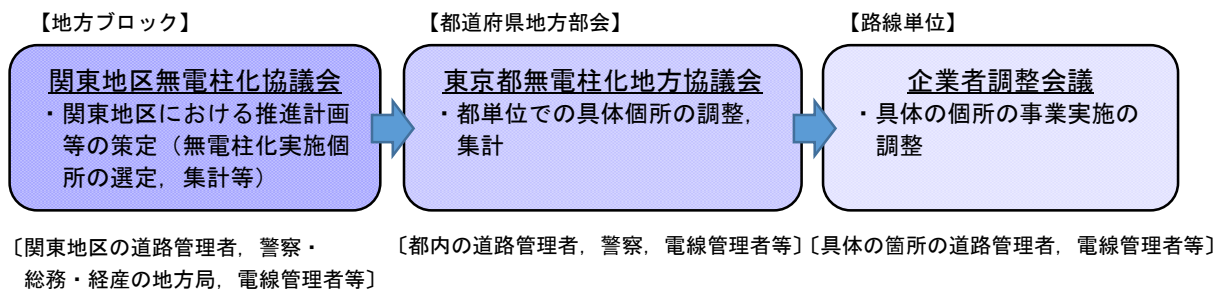 【地方ブロック】
関東地区無電柱化協議会
・関東地区における推進計画
等の策定（無電柱化実施個
所の選定，集計等）
〔関東地区の道路管理者，警察・
総務・経産の地方局，電線管理者等〕
【都道府県地方部会】
東京都無電柱化地方協議会
・都単位での具体個所の調整，
集計
〔都内の道路管理者，警察，電線管理者等〕
【路線単位】
企業者調整会議
・具体の個所の事業実施の
調整
〔具体の箇所の道路管理者，電線管理者等〕